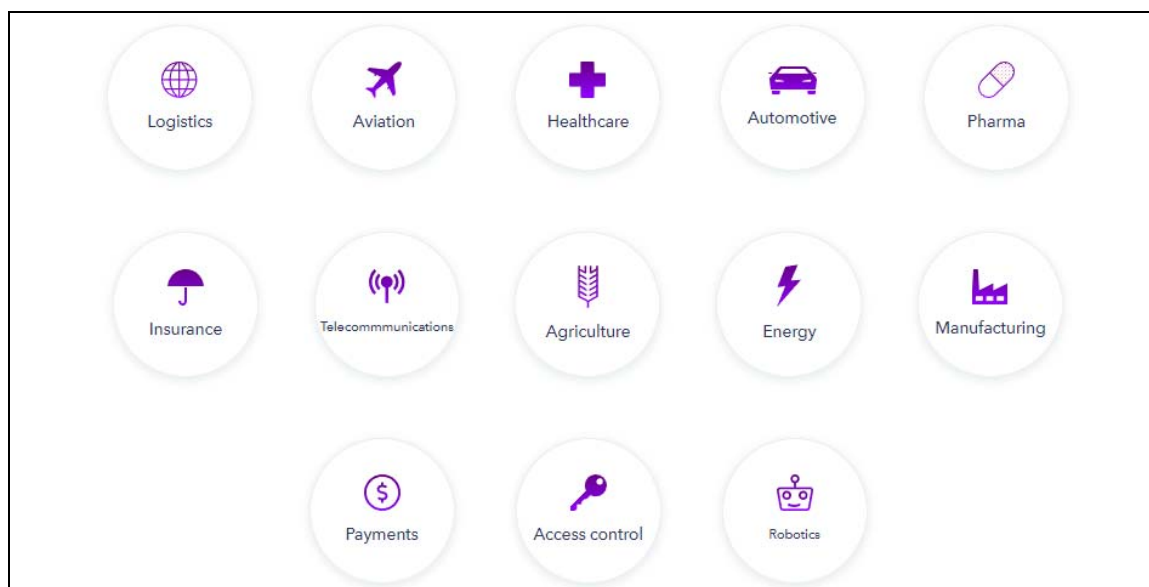 Logistics
Aviation
Healthcare
Automotive
Pharma
Insurance
Telecommmunications
Agriculture
Energy
Manufacturing
$
Payments
Access control
Robotics